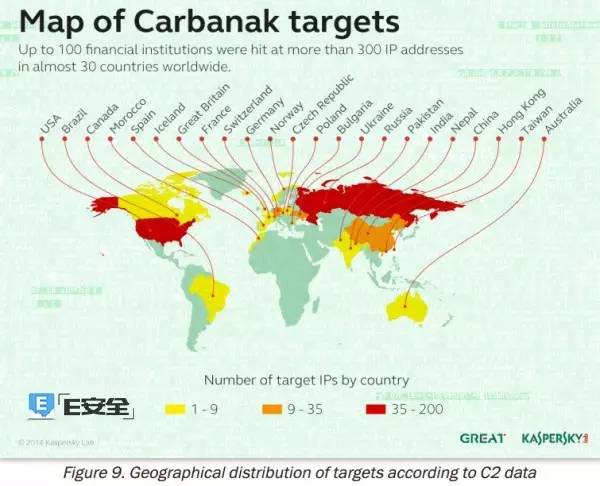 Map of Carbanak targets
Up to 100 financial institutions were hit at more than 300 IP addresses
in almost 30 countries worldwide.
USA
Brazil
Canada
Morocco
Spain
Iceland
Great Britain
France
Switzerland
Germany
Norway
Czech Republic
Poland
Bulgaria
Ukraine
Russia
Pakistan
India
Nepal
China
Hong Kong
Taiwan
Australia
Number of target IPs by country
E安全
1 - 9
9 - 35
35 - 200
© 2014 Kaspersky Lab
GREAT
KASPERSKY
Figure 9. Geographical distribution of targets according to C2 data